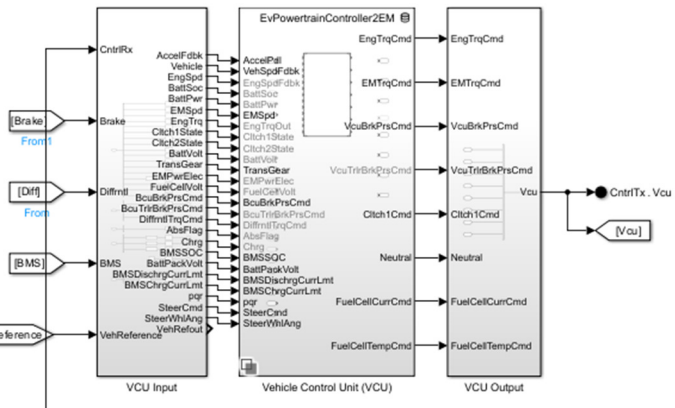 EvPowertrainController2EM
CntrlRx
[Brake]
From1
[Diff]
From
[BMS]
eference
Brake
Diffrntl
BMS
VehReference
AccelFdbk
Vehicle
EngSpd
BattSoc
BattPwr
EMSpd
EngTrq
Cltch1State
Cltch2State
BattVolt
TransGear
EMPwrElec
FuelCellVolt
BcuBrkPrsCmd
BcuTrlrBrkPrsCmd
DiffrntlTrqCmd
AbsFlag
Chrg
BMSSOC
BattPackVolt
BMSDischrgCurrLmt
BMSChrgCurrLmt
pqr
SteerCmd
SteerWhlAng
VehRefout
VCU Input
AccelPdl
VehSpdFdbk
EngSpdFdbk
BattSoc
BattPwr
EMSpd
EngTrqOut
Cltch1State
Cltch2State
BattVolt
TransGear
EMPwrElec
FuelCellVolt
BcuBrkPrsCmd
BcuTrlrBrkPrsCmd
DiffrntlTrqCmd
AbsFlag
Chrg
BMSSOC
BattPackVolt
BMSDischrgCurrLmt
BMSChrgCurrLmt
pqr
SteerCmd
SteerWhlAng
EngTrqCmd
EMTrqCmd
VcuBrkPrsCmd
VcuTrlrBrkPrsCmd
Cltch1Cmd
Neutral
FuelCellCurrCmd
FuelCellTempCmd
Vehicle Control Unit (VCU)
EngTrqCmd
EMTrqCmd
VcuBrkPrsCmd
VcuTrlrBrkPrsCmd
Cltch1Cmd
Neutral
FuelCellCurrCmd
FuelCellTempCmd
Vcu
VCU Output
CntrlTx . Vcu
[Vcu]